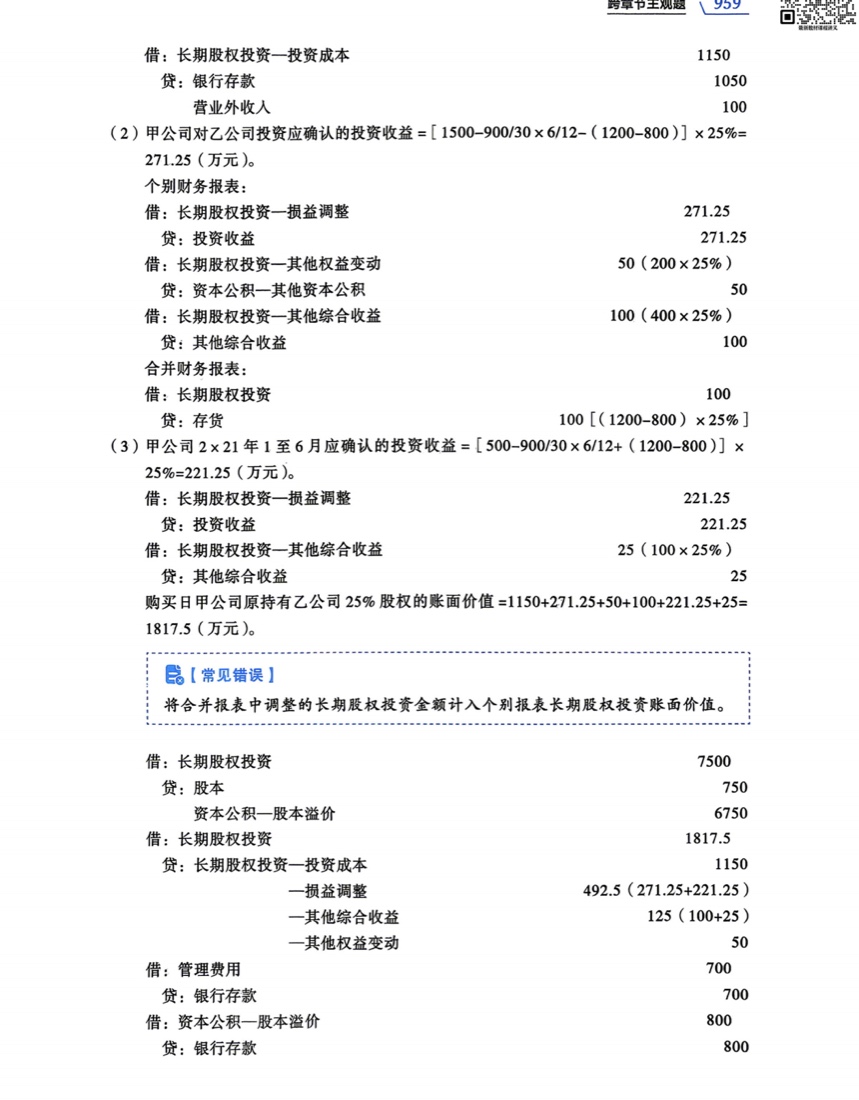 跨章节主观题 959
借：长期股权投资—投资成本 1150
贷：银行存款 1050
营业外收入 100
（2）甲公司对乙公司投资应确认的投资收益 =［1500–900/30 × 6/12–（1200–800）］× 25%=
271.25（万元）。
个别财务报表：
借：长期股权投资—损益调整 271.25
贷：投资收益 271.25
借：长期股权投资—其他权益变动 50（200 × 25%）
贷：资本公积—其他资本公积 50
借：长期股权投资—其他综合收益 100（400 × 25%）
贷：其他综合收益 100
合并财务报表：
借：长期股权投资 100
贷：存货 100［（1200–800）× 25%］
（3）甲公司 2×21 年 1 至 6 月应确认的投资收益 =［500–900/30 × 6/12+（1200–800）］×
25%=221.25（万元）。
借：长期股权投资—损益调整 221.25
贷：投资收益 221.25
借：长期股权投资—其他综合收益 25（100 × 25%）
贷：其他综合收益 25
购买日甲公司原持有乙公司 25% 股权的账面价值 =1150+271.25+50+100+221.25+25=
1817.5（万元）。
【常见错误】
将合并报表中调整的长期股权投资金额计入个别报表长期股权投资账面价值。
借：长期股权投资 7500
贷：股本 750
资本公积—股本溢价 6750
借：长期股权投资 1817.5
贷：长期股权投资—投资成本 1150
—损益调整 492.5（271.25+221.25）
—其他综合收益 125（100+25）
—其他权益变动 50
借：管理费用 700
贷：银行存款 700
借：资本公积—股本溢价 800
贷：银行存款 800